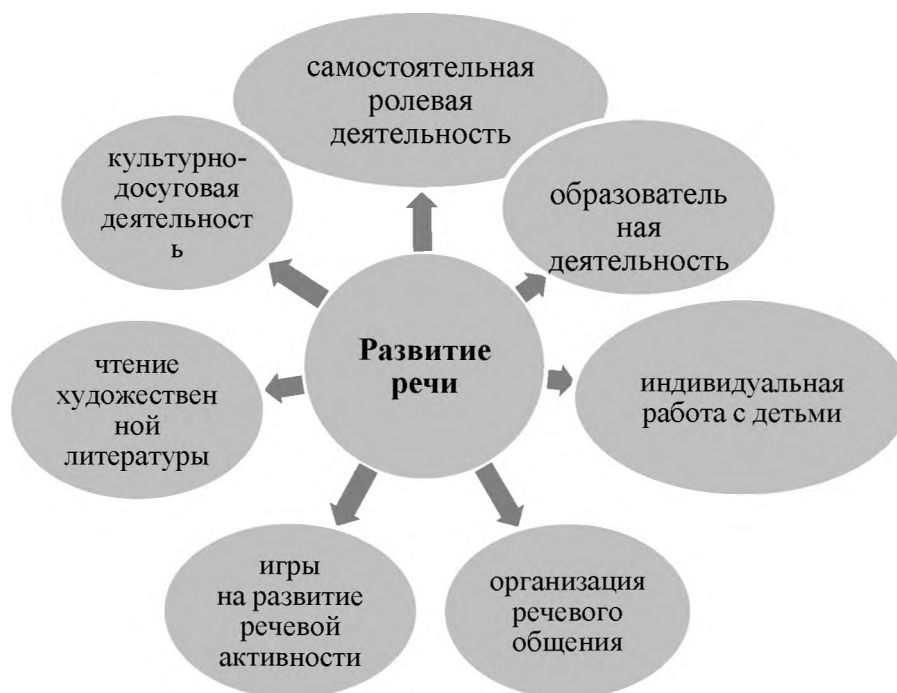 самостоятельная
ролевая
деятельность
культурно-
досуговая
деятельност
ь
образователь
ная
деятельность
Развитие
речи
чтение
художествен
ной
литературы
индивидуальная
работа с детьми
игры
на развитие
речевой
активности
организация
речевого
общения